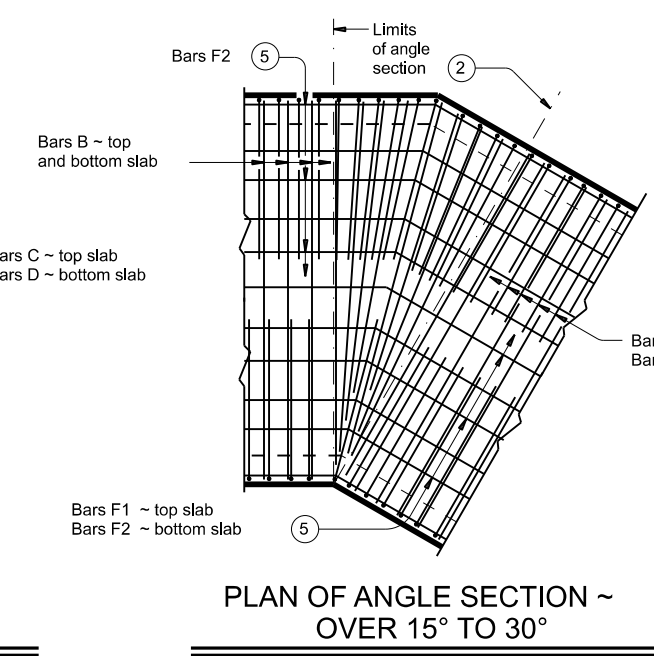 Bars F2
5
Limits
of angle
section
2
Bars B ~ top
and bottom slab
ars C ~ top slab
ars D ~ bottom slab
Bar
Bar
Bars F1 ~ top slab
Bars F2 ~ bottom slab
5
PLAN OF ANGLE SECTION ~
OVER 15° TO 30°